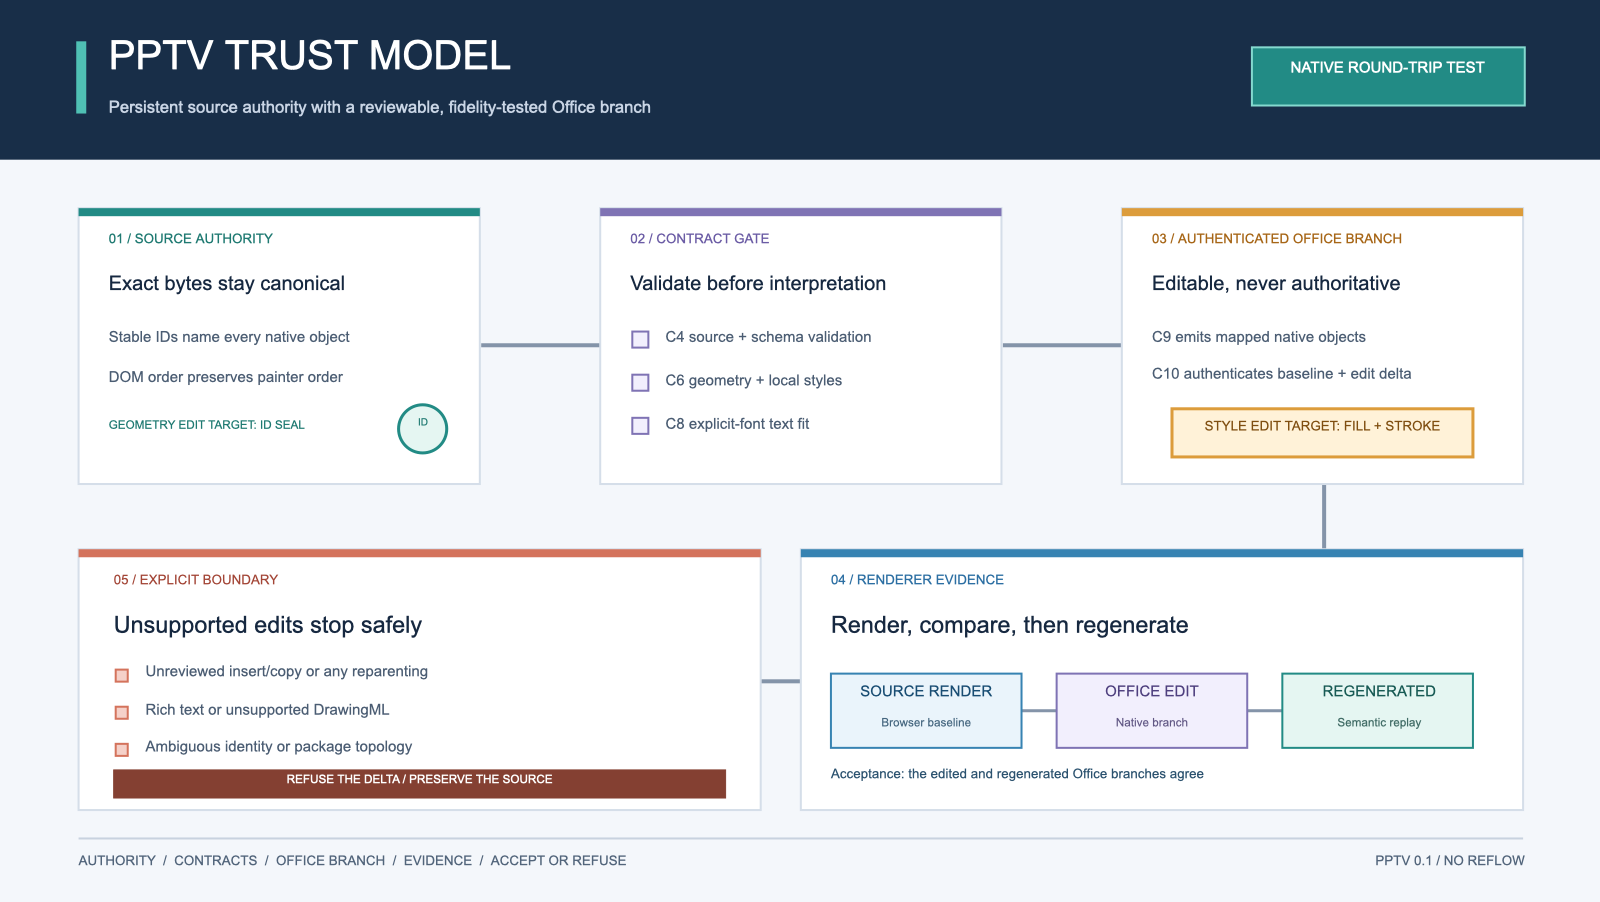 PPTV TRUST MODEL
Persistent source authority with a reviewable, fidelity-tested Office branch
NATIVE ROUND-TRIP TEST
01 / SOURCE AUTHORITY
Exact bytes stay canonical
Stable IDs name every native object
DOM order preserves painter order
GEOMETRY EDIT TARGET: ID SEAL
ID
02 / CONTRACT GATE
Validate before interpretation
C4 source + schema validation
C6 geometry + local styles
C8 explicit-font text fit
03 / AUTHENTICATED OFFICE BRANCH
Editable, never authoritative
C9 emits mapped native objects
C10 authenticates baseline + edit delta
STYLE EDIT TARGET: FILL + STROKE
05 / EXPLICIT BOUNDARY
Unsupported edits stop safely
Unreviewed insert/copy or any reparenting
Rich text or unsupported DrawingML
Ambiguous identity or package topology
REFUSE THE DELTA / PRESERVE THE SOURCE
04 / RENDERER EVIDENCE
Render, compare, then regenerate
SOURCE RENDER
Browser baseline
OFFICE EDIT
Native branch
REGENERATED
Semantic replay
Acceptance: the edited and regenerated Office branches agree
AUTHORITY / CONTRACTS / OFFICE BRANCH / EVIDENCE / ACCEPT OR REFUSE
PPTV 0.1 / NO REFLOW